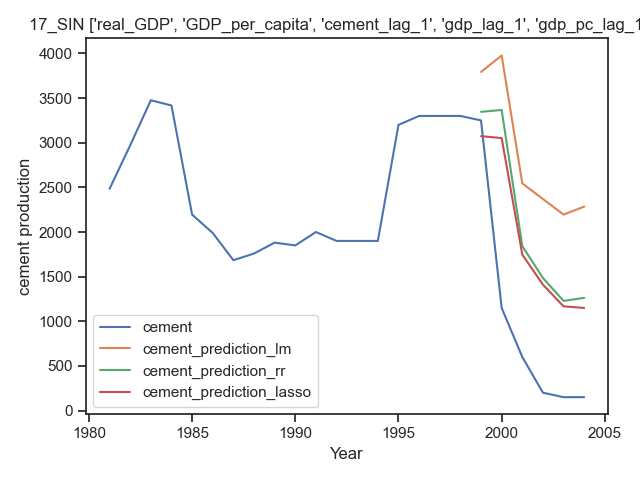 17_SIN ['real_GDP', 'GDP_per_capita', 'cement_lag_1', 'gdp_lag_1', 'gdp_pc_lag_1
4000
3500
3000
2500
2000
1500
1000
500
0
cement production
cement
cement_prediction_lm
cement_prediction_rr
cement_prediction_lasso
1980 1985 1990 1995 2000 2005
Year